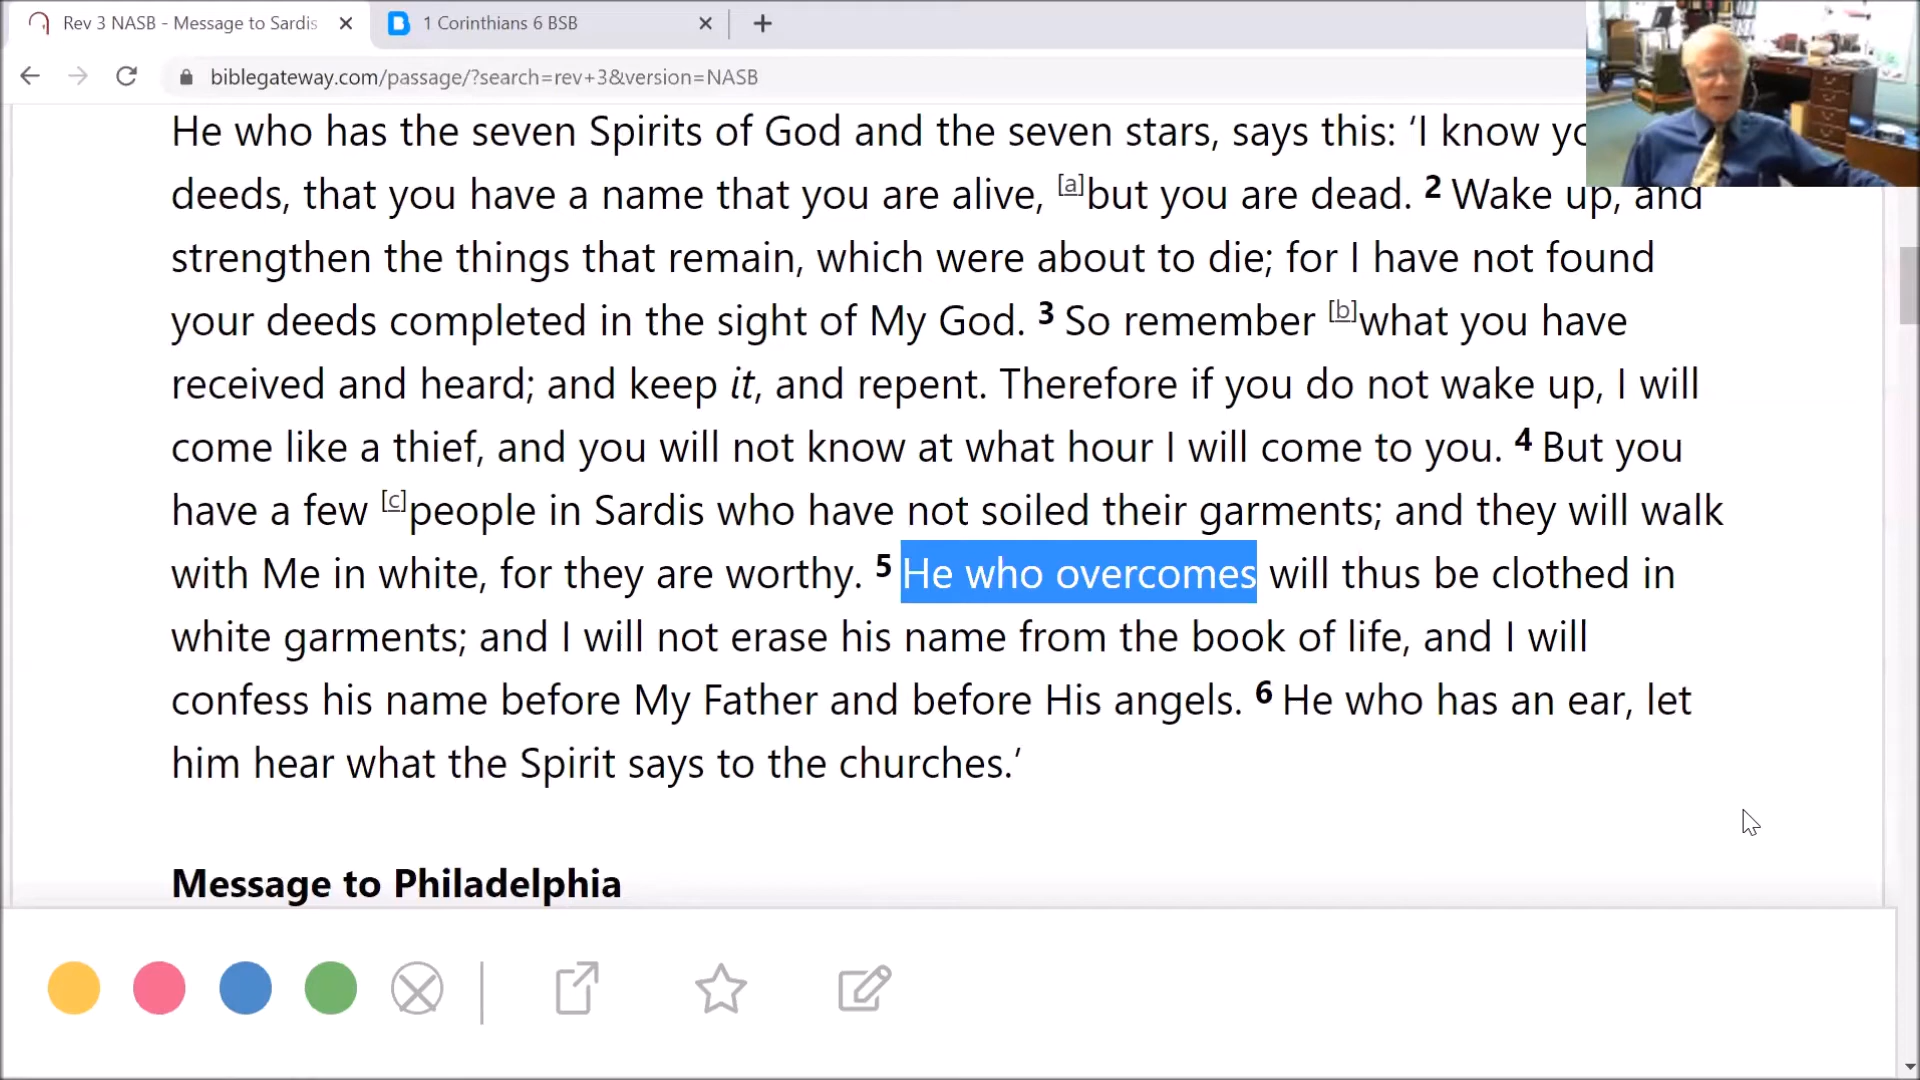 Rev 3 NASB - Message to Sardis
1 Corinthians 6 BSB
biblegateway.com/passage/?search=rev+3&version=NASB
He who has the seven Spirits of God and the seven stars, says this: ‘I know yo
deeds, that you have a name that you are alive, [a]but you are dead. 2 Wake up, and
strengthen the things that remain, which were about to die; for I have not found
your deeds completed in the sight of My God. 3 So remember [b]what you have
received and heard; and keep it, and repent. Therefore if you do not wake up, I will
come like a thief, and you will not know at what hour I will come to you. 4 But you
have a few [c]people in Sardis who have not soiled their garments; and they will walk
with Me in white, for they are worthy. 5 He who overcomes will thus be clothed in
white garments; and I will not erase his name from the book of life, and I will
confess his name before My Father and before His angels. 6 He who has an ear, let
him hear what the Spirit says to the churches.’
Message to Philadelphia